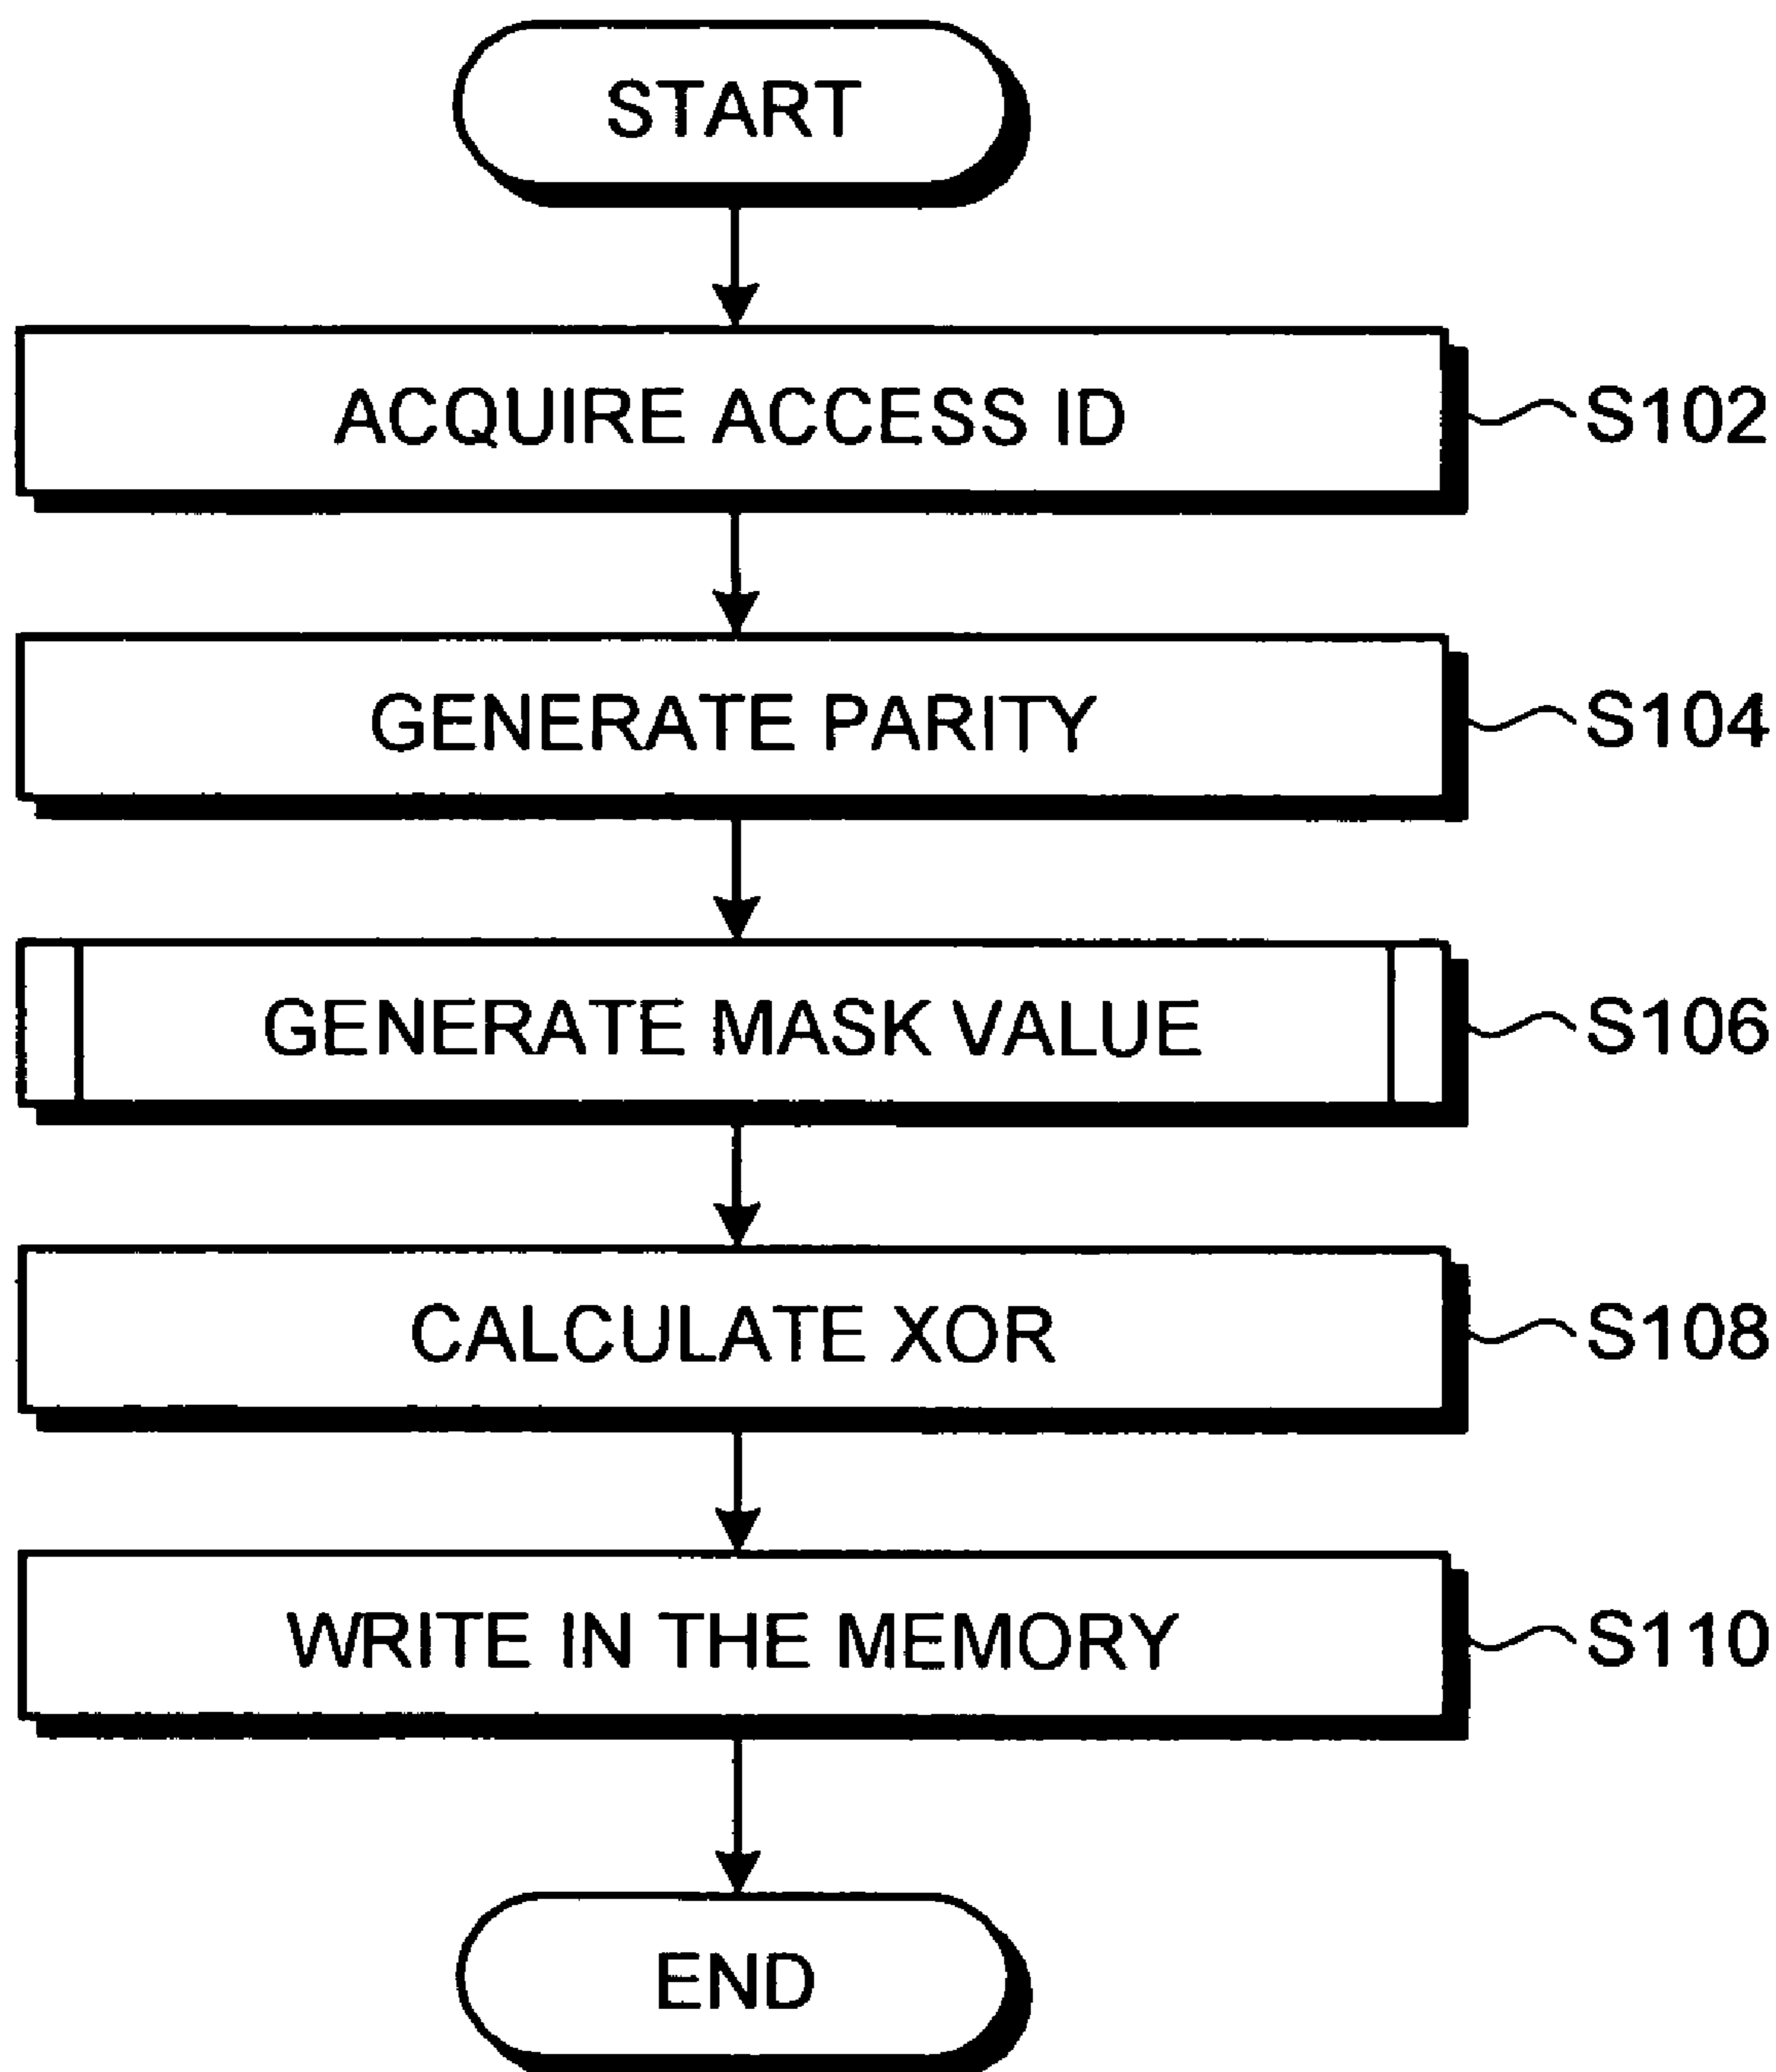 START
ACQUIRE ACCESS ID S102
GENERATE PARITY S104
GENERATE MASK VALUE S106
CALCULATE XOR S108
WRITE IN THE MEMORY S110
END